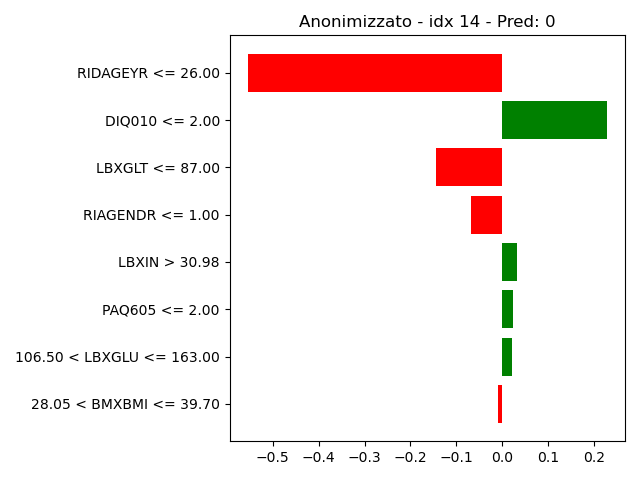 Anonimizzato - idx 14 - Pred: 0
RIDAGEYR <= 26.00
DIQ010 <= 2.00
LBXGLT <= 87.00
RIAGENDR <= 1.00
LBXIN > 30.98
PAQ605 <= 2.00
106.50 < LBXGLU <= 163.00
28.05 < BMXBMI <= 39.70
−0.5 −0.4 −0.3 −0.2 −0.1 0.0 0.1 0.2